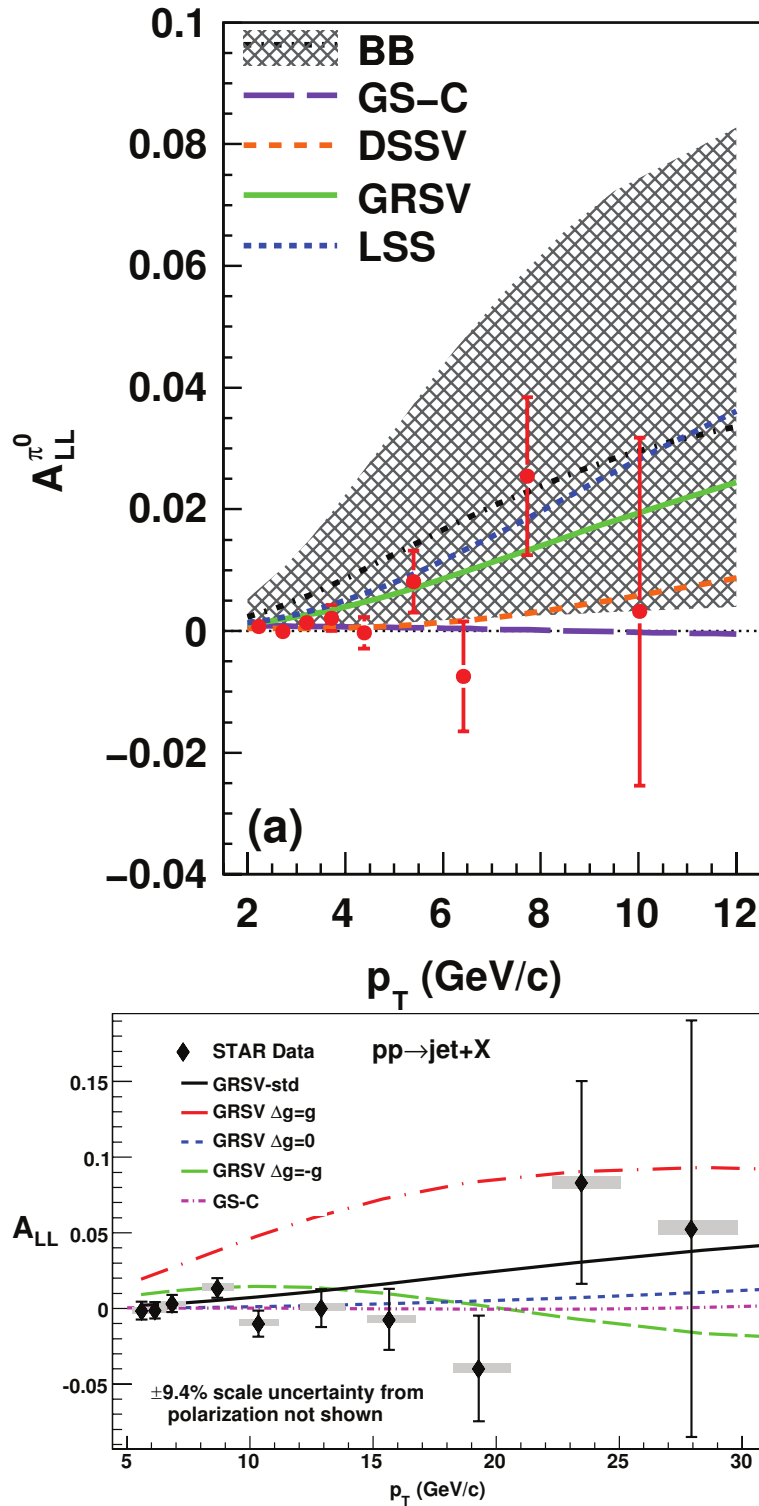 0.1
0.08
0.06
0.04
0.02
0
−0.02
−0.04
A_LL^π^0
BB
GS−C
DSSV
GRSV
LSS
(a)
2 4 6 8 10 12
p_T (GeV/c)
STAR Data pp→jet+X
GRSV-std
GRSV Δg=g
GRSV Δg=0
GRSV Δg=-g
GS-C
0.15
0.1
0.05
0
-0.05
A_LL
±9.4% scale uncertainty from
polarization not shown
5 10 15 20 25 30
p_T (GeV/c)